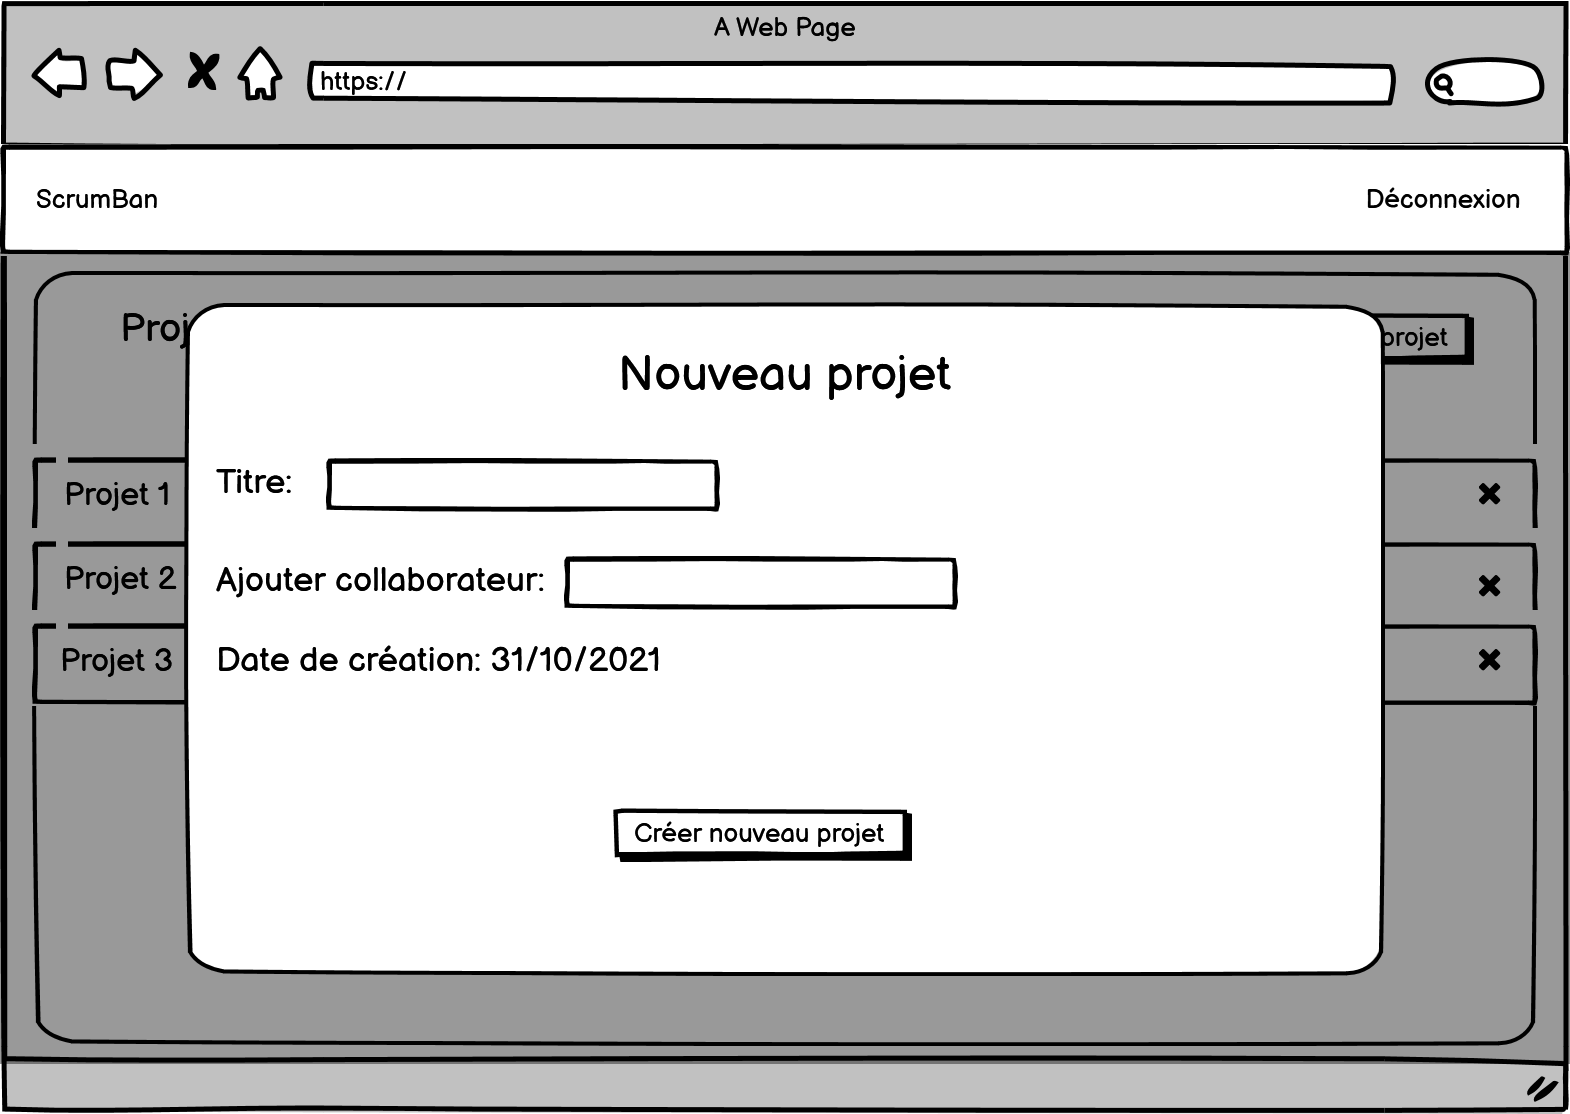 A Web Page
https://
ScrumBan
Déconnexion
Proj
projet
Nouveau projet
Titre:
Projet 1
Ajouter collaborateur:
Projet 2
Date de création: 31/10/2021
Projet 3
Créer nouveau projet